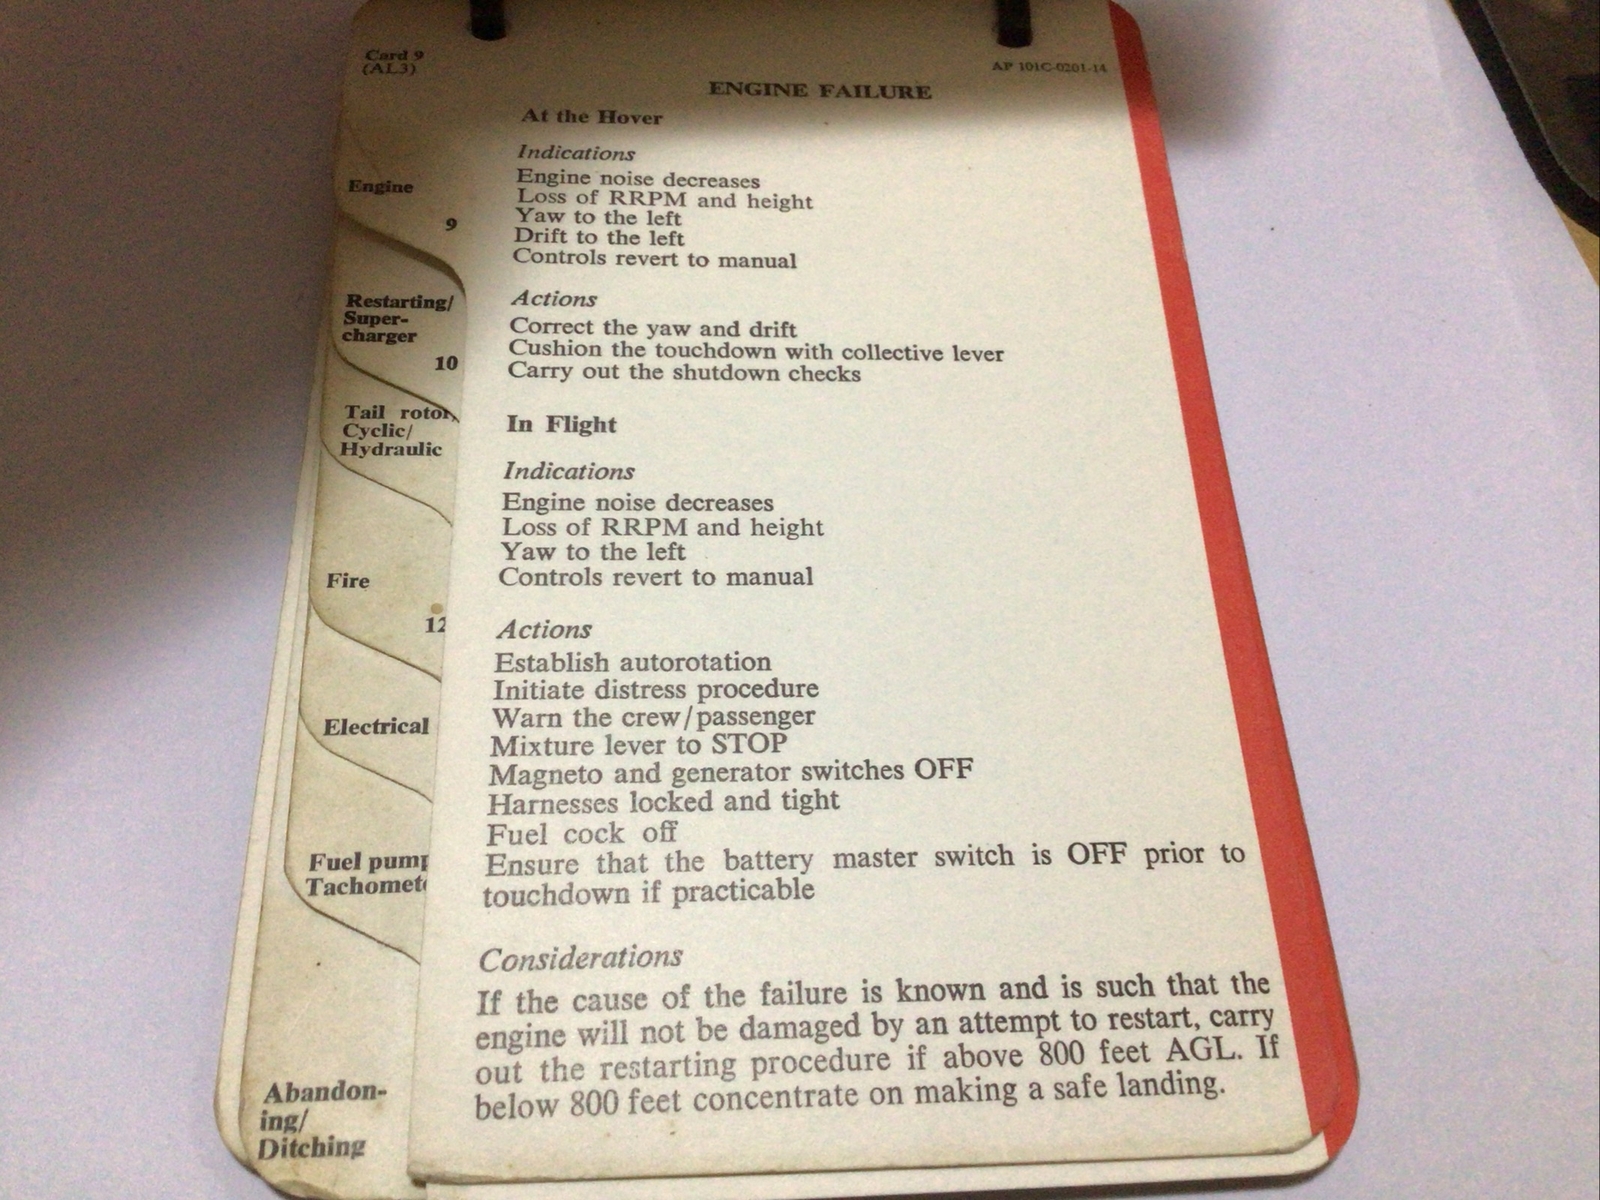 Card 9
(AL3)
AP 101C-0201-14
ENGINE FAILURE
At the Hover
Indications
Engine noise decreases
Loss of RRPM and height
Yaw to the left
Drift to the left
Controls revert to manual
Actions
Correct the yaw and drift
Cushion the touchdown with collective lever
Carry out the shutdown checks
In Flight
Indications
Engine noise decreases
Loss of RRPM and height
Yaw to the left
Controls revert to manual
Actions
Establish autorotation
Initiate distress procedure
Warn the crew/passenger
Mixture lever to STOP
Magneto and generator switches OFF
Harnesses locked and tight
Fuel cock off
Ensure that the battery master switch is OFF prior to
touchdown if practicable
Considerations
If the cause of the failure is known and is such that the
engine will not be damaged by an attempt to restart, carry
out the restarting procedure if above 800 feet AGL. If
below 800 feet concentrate on making a safe landing.
Engine
9
Restarting/
Super-
charger
10
Tail rotor,
Cyclic/
Hydraulic
Fire
12
Electrical
Fuel pump
Tachomet
Abandon-
ing/
Ditching